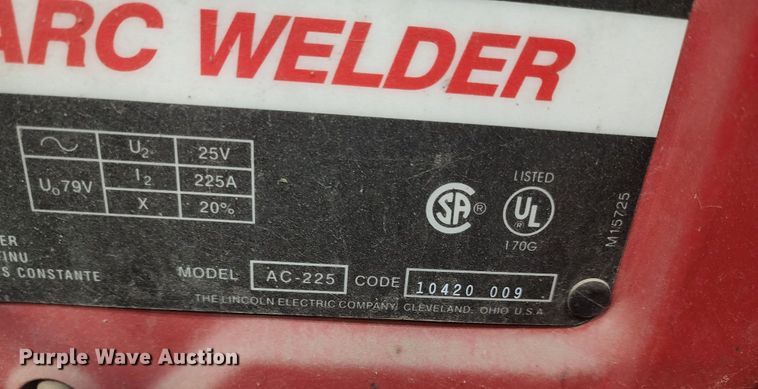 ARC WELDER
U2 25V
U0 79V I2 225A
X 20%
LISTED
SA ®
UL ®
170G
M15725
ER
INU
S CONSTANTE
MODEL AC-225 CODE 10420 009
THE LINCOLN ELECTRIC COMPANY, CLEVELAND, OHIO U.S.A.
Purple Wave Auction